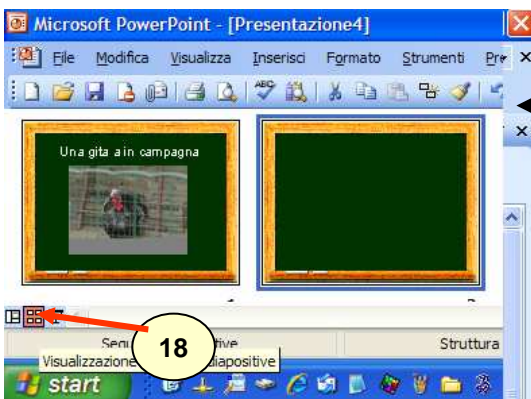 Microsoft PowerPoint - [Presentazione4]
File Modifica Visualizza Inserisci Formato Strumenti
Una gita a in campagna
18
Struttura
Visualizzazione diapositive
start